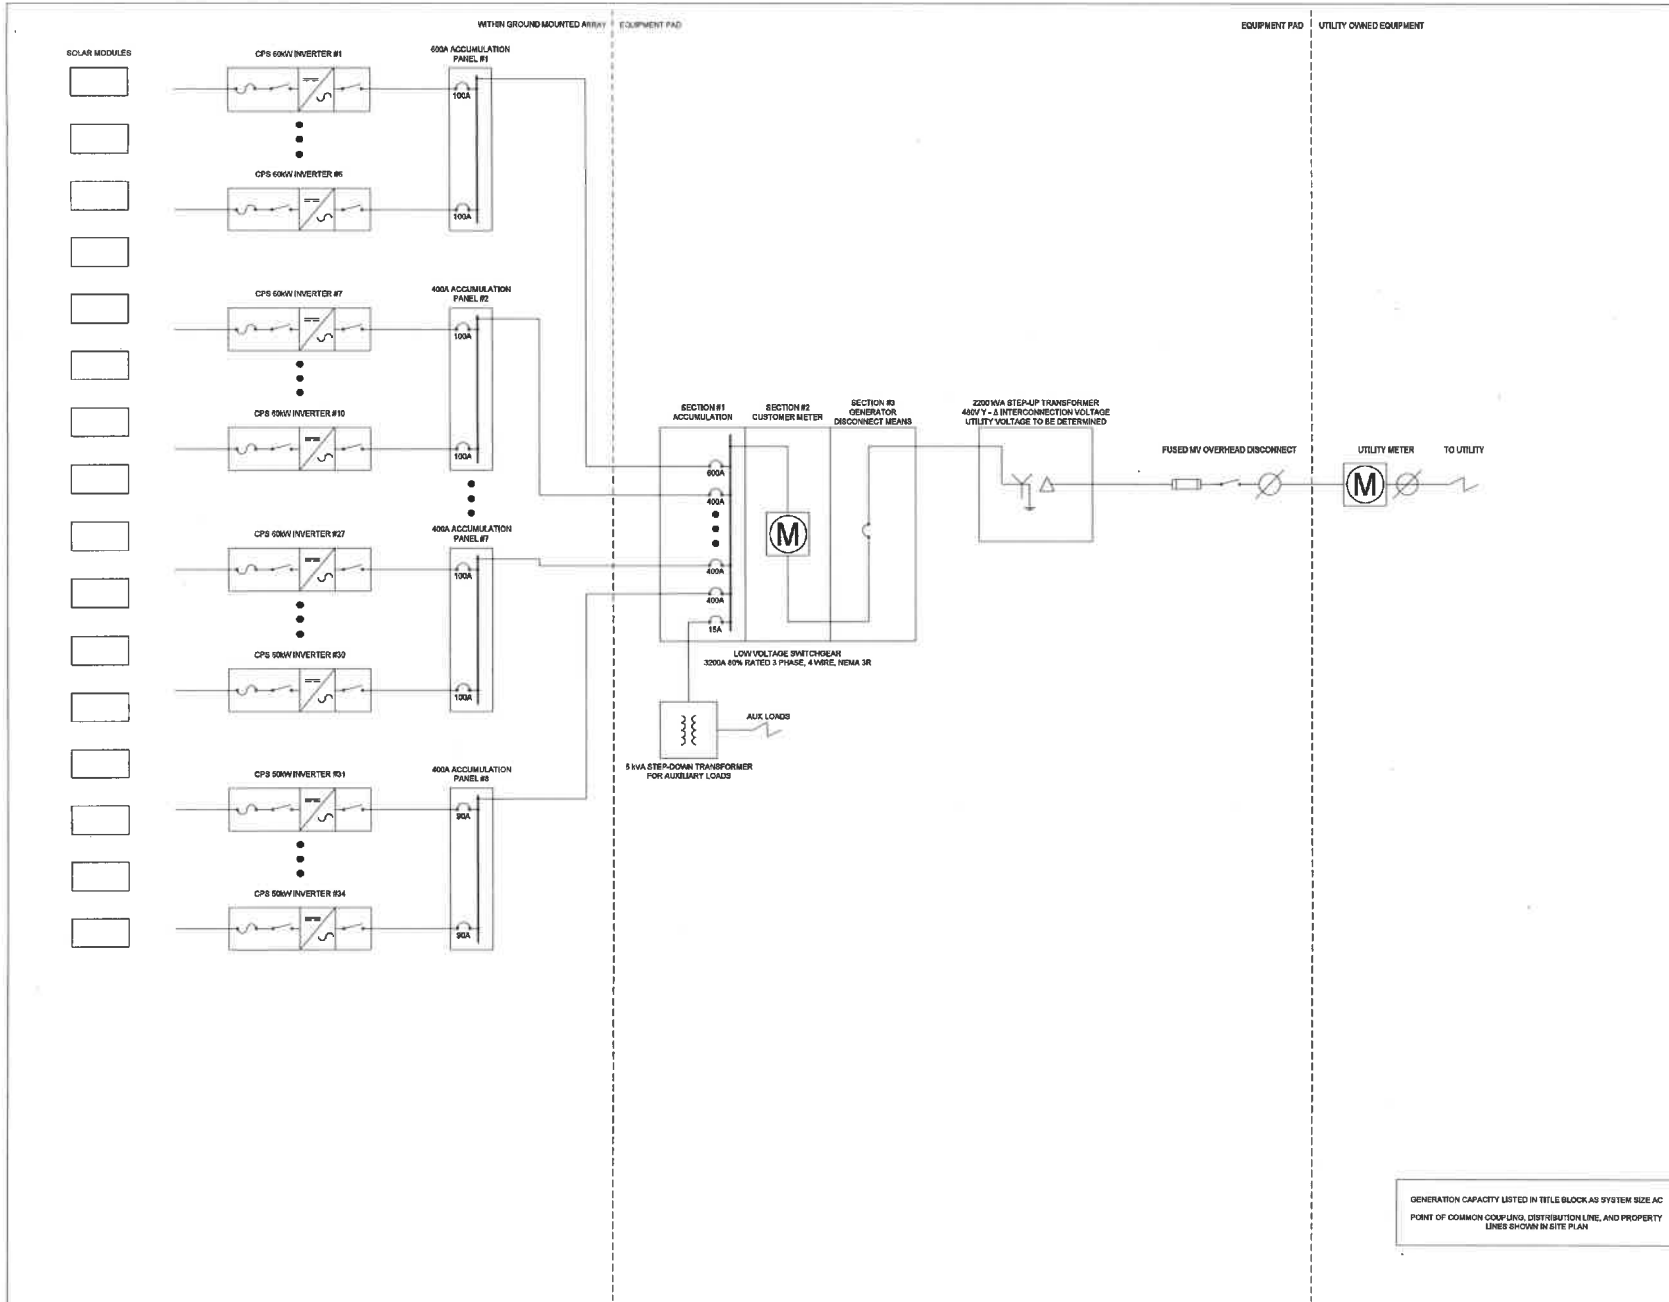 WITHIN GROUND MOUNTED ARRAY
EQUIPMENT PAD
EQUIPMENT PAD
UTILITY OWNED EQUIPMENT
SOLAR MODULES
CPS 60kW INVERTER #1
600A ACCUMULATION
PANEL #1
100A
CPS 60kW INVERTER #6
100A
CPS 60kW INVERTER #7
400A ACCUMULATION
PANEL #2
100A
CPS 60kW INVERTER #10
100A
CPS 60kW INVERTER #27
400A ACCUMULATION
PANEL #7
100A
CPS 60kW INVERTER #30
100A
CPS 50kW INVERTER #31
400A ACCUMULATION
PANEL #8
90A
CPS 50kW INVERTER #34
90A
SECTION #1
ACCUMULATION
SECTION #2
CUSTOMER METER
SECTION #3
GENERATOR
DISCONNECT MEANS
600A
400A
400A
400A
15A
M
LOW VOLTAGE SWITCHGEAR
3200A 80% RATED 3 PHASE, 4 WIRE, NEMA 3R
AUX LOADS
5 kVA STEP-DOWN TRANSFORMER
FOR AUXILIARY LOADS
2200 kVA STEP-UP TRANSFORMER
480V Y - Δ INTERCONNECTION VOLTAGE
UTILITY VOLTAGE TO BE DETERMINED
FUSED MV OVERHEAD DISCONNECT
UTILITY METER
TO UTILITY
M
GENERATION CAPACITY LISTED IN TITLE BLOCK AS SYSTEM SIZE AC
POINT OF COMMON COUPLING, DISTRIBUTION LINE, AND PROPERTY
LINES SHOWN IN SITE PLAN